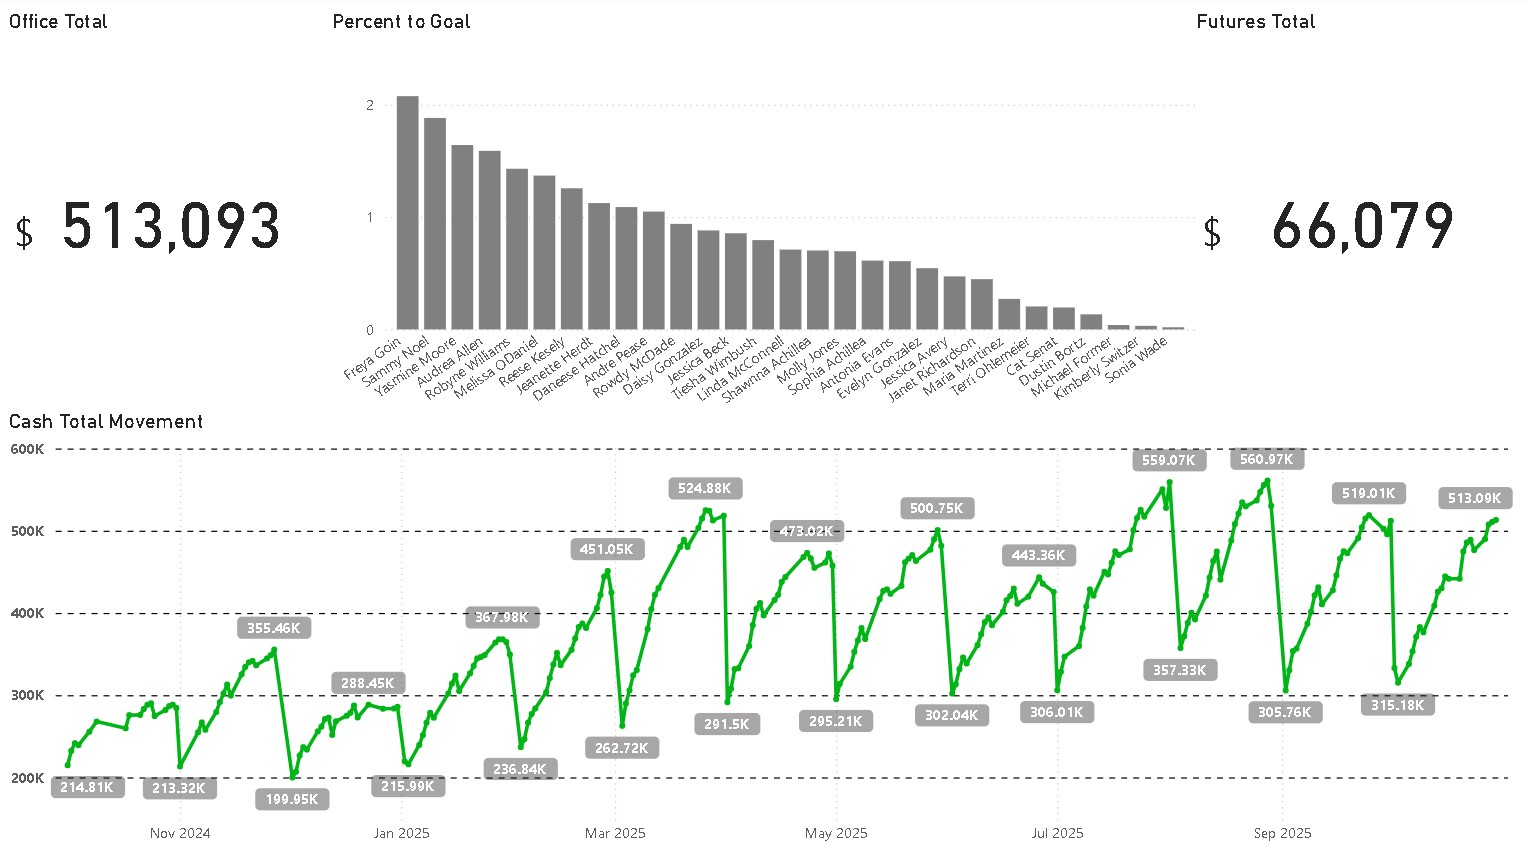 Office Total
Percent to Goal
Futures Total
$ 513,093
2
1
0
Freya Goin
Sammy Noel
Yasmine Moore
Audrea Allen
Robyne Williams
Melissa ODaniel
Reese Kesely
Jeanette Herdt
Daneese Hatchel
Andre Pease
Rowdy McDade
Daisy Gonzalez
Jessica Beck
Tiesha Wimbush
Linda McConnell
Shawnna Achillea
Molly Jones
Sophia Achillea
Antonia Evans
Evelyn Gonzalez
Jessica Avery
Janet Richardson
Maria Martinez
Terri Ohlemeier
Cat Senat
Dustin Bortz
Michael Former
Kimberly Switzer
Sonia Wade
$ 66,079
Cash Total Movement
600K
500K
400K
300K
200K
214.81K
213.32K
355.46K
199.95K
288.45K
215.99K
367.98K
236.84K
451.05K
262.72K
524.88K
291.5K
473.02K
295.21K
500.75K
302.04K
443.36K
306.01K
559.07K
357.33K
560.97K
305.76K
519.01K
315.18K
513.09K
Nov 2024
Jan 2025
Mar 2025
May 2025
Jul 2025
Sep 2025